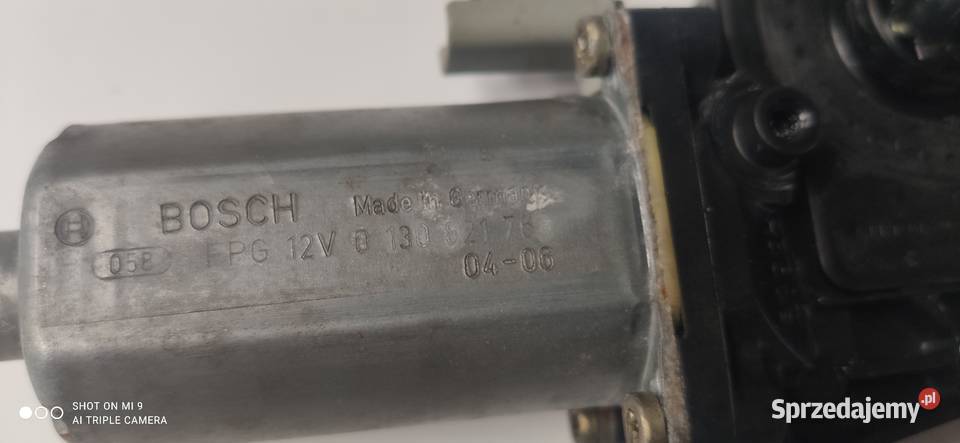 BOSCH Made in Germany
058 FPG 12V 0 130 821 76
04-06
SHOT ON MI 9
AI TRIPLE CAMERA
Sprzedajemy.pl